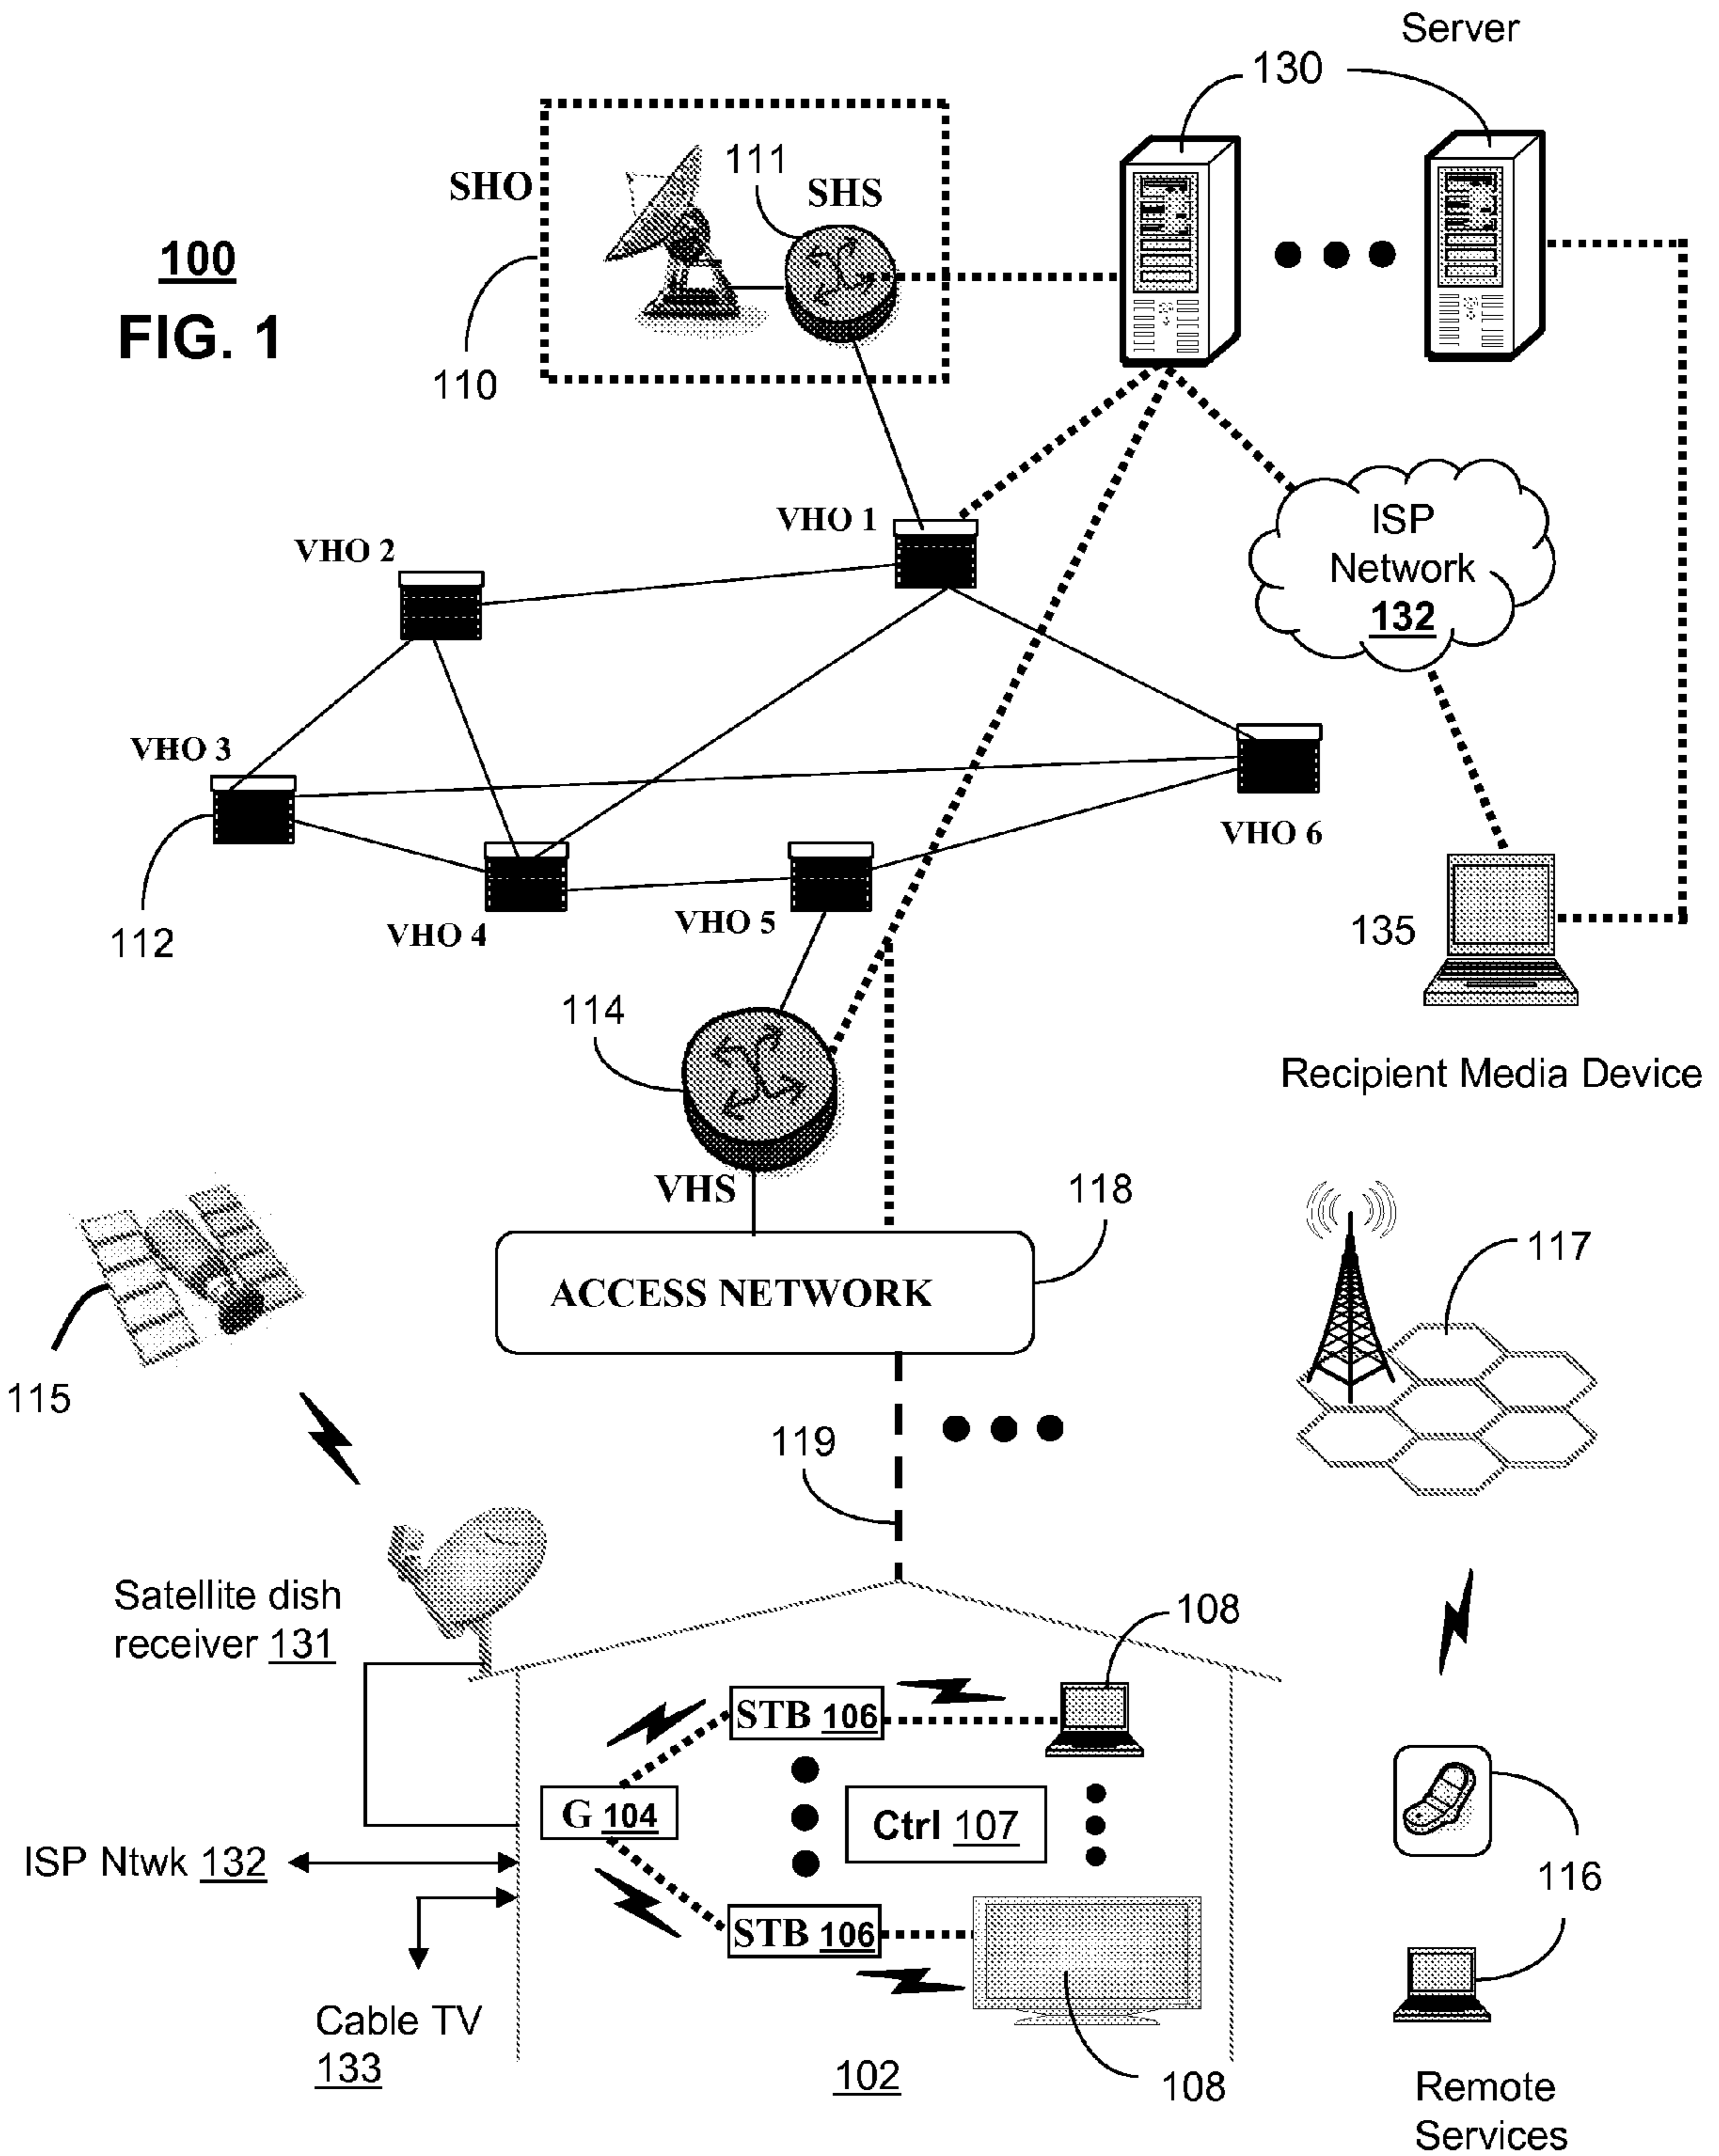 Server
130
111
SHO
SHS
100
FIG. 1
110
VHO 1
ISP
Network
132
VHO 2
VHO 3
VHO 6
112
VHO 4
VHO 5
135
114
Recipient Media Device
VHS
118
117
ACCESS NETWORK
115
119
Satellite dish
receiver 131
108
STB 106
G 104
Ctrl 107
ISP Ntwk 132
116
STB 106
Cable TV
133
102
108
Remote
Services